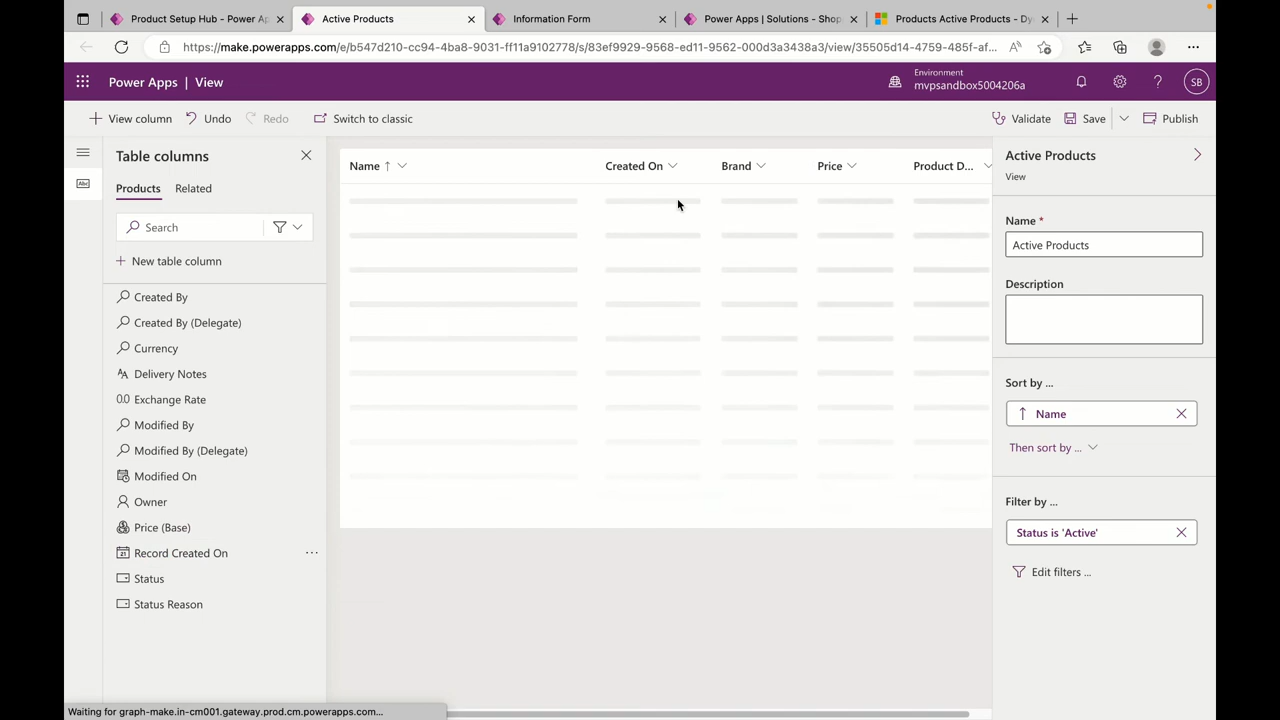 Product Setup Hub - Power Ap
Active Products
Information Form
Power Apps | Solutions - Shop
Products Active Products - Dy
https://make.powerapps.com/e/b547d210-cc94-4ba8-9031-ff11a9102778/s/83ef9929-9568-ed11-9562-000d3a3438a3/view/35505d14-4759-485f-af...
Power Apps | View
Environment
mvpsandbox5004206a
SB
View column
Undo
Redo
Switch to classic
Validate
Save
Publish
Table columns
Products
Related
Search
New table column
Created By
Created By (Delegate)
Currency
Delivery Notes
Exchange Rate
Modified By
Modified By (Delegate)
Modified On
Owner
Price (Base)
Record Created On
Status
Status Reason
Name
Created On
Brand
Price
Product D...
Active Products
View
Name *
Active Products
Description
Sort by ...
Name
Then sort by ...
Filter by ...
Status is 'Active'
Edit filters ...
Waiting for graph-make.in-cm001.gateway.prod.cm.powerapps.com...